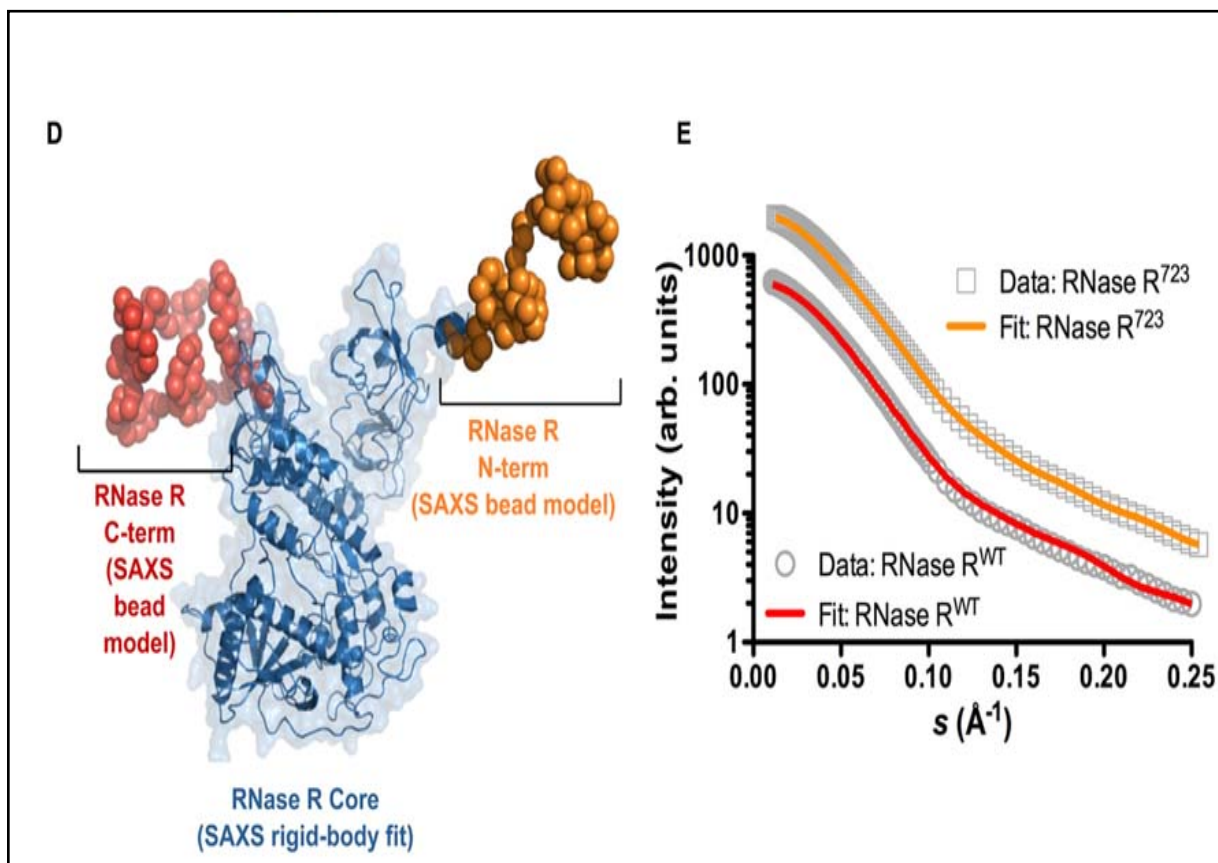 D
RNase R
C-term
(SAXS
bead
model)
RNase R
N-term
(SAXS bead model)
RNase R Core
(SAXS rigid-body fit)
E
Intensity (arb. units)
1000
100
10
1
Data: RNase R⁷²³
Fit: RNase R⁷²³
Data: RNase Rᵂᵀ
Fit: RNase Rᵂᵀ
0.00 0.05 0.10 0.15 0.20 0.25
s (Å⁻¹)